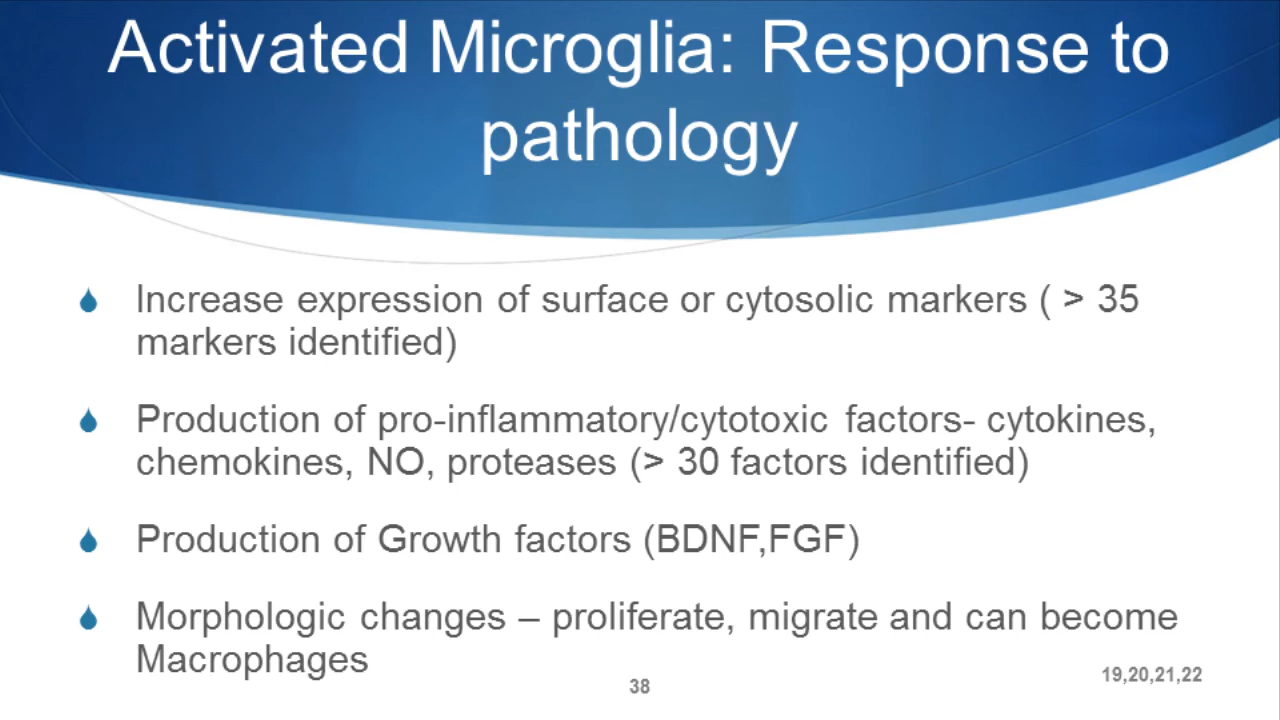 Activated Microglia: Response to
pathology
Increase expression of surface or cytosolic markers ( > 35
markers identified)
Production of pro-inflammatory/cytotoxic factors- cytokines,
chemokines, NO, proteases (> 30 factors identified)
Production of Growth factors (BDNF,FGF)
Morphologic changes – proliferate, migrate and can become
Macrophages
38
19,20,21,22